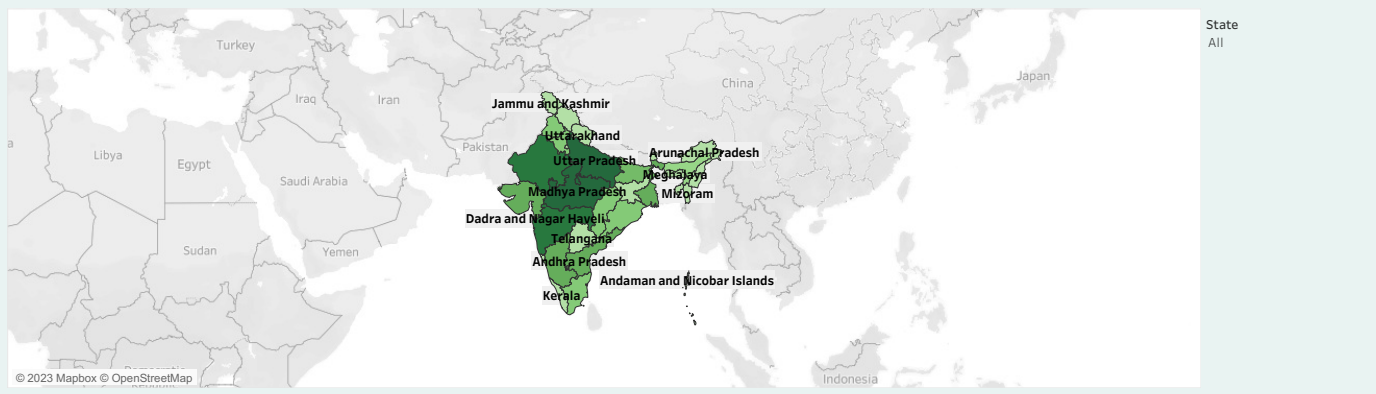 State
All
Turkey
Japan
China
Iraq
Iran
Jammu and Kashmir
Uttarakhand
Pakistan
Arunachal Pradesh
Libya
Egypt
Uttar Pradesh
Meghalaya
Saudi Arabia
Madhya Pradesh
Mizoram
Dadra and Nagar Haveli
Telangana
Sudan
Yemen
Andhra Pradesh
Andaman and Nicobar Islands
Kerala
© 2023 Mapbox © OpenStreetMap
Indonesia